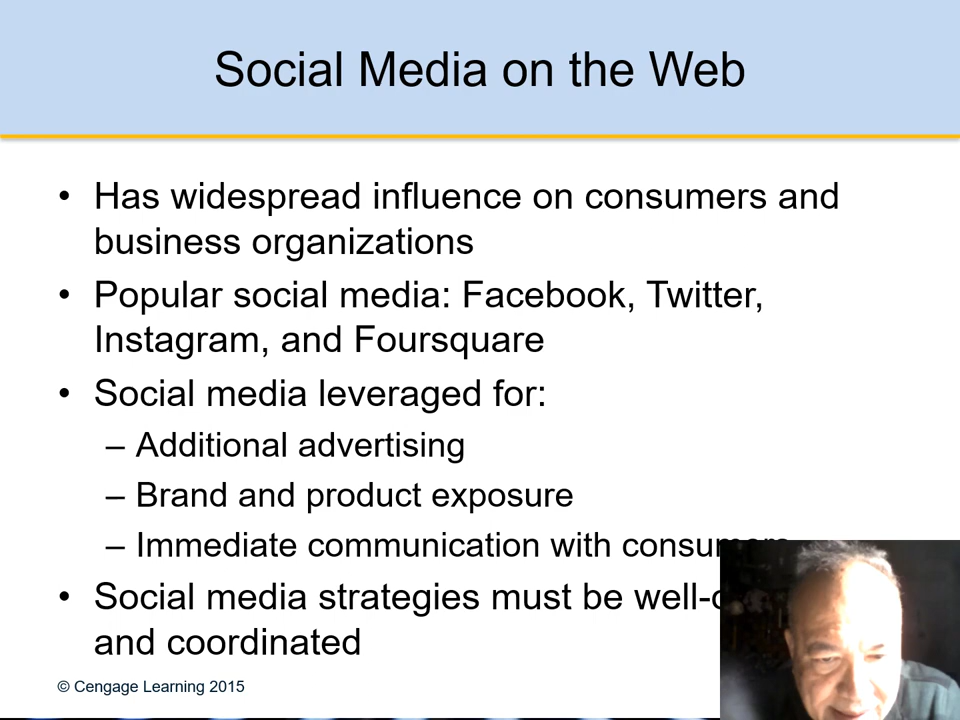 Social Media on the Web
• Has widespread influence on consumers and
business organizations
• Popular social media: Facebook, Twitter,
Instagram, and Foursquare
• Social media leveraged for:
– Additional advertising
– Brand and product exposure
– Immediate communication with consumers
• Social media strategies must be
and coordinated
© Cengage Learning 2015